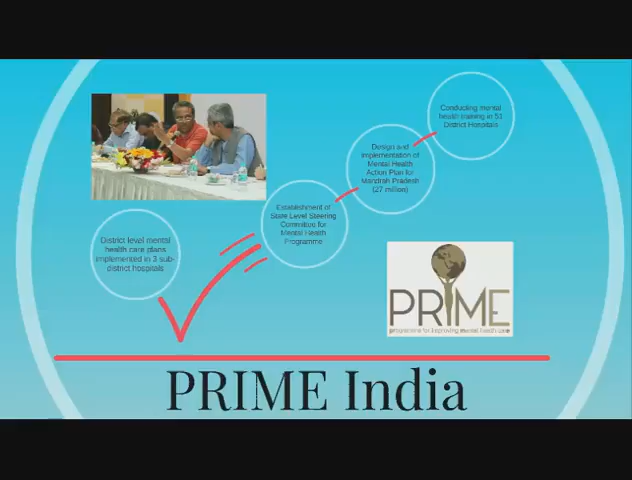 Conducting mental
health training in 51
District Hospitals
Design and
implementation of
Mental Health
Action Plan for
Mandhah Pradesh
(27 million)
Establishment of
State Level Steering
Committee for
Mental Health
Programme
District level mental
health care plans
implemented in 3 sub-
district hospitals
PRIME
programme for improving mental health care
PRIME India